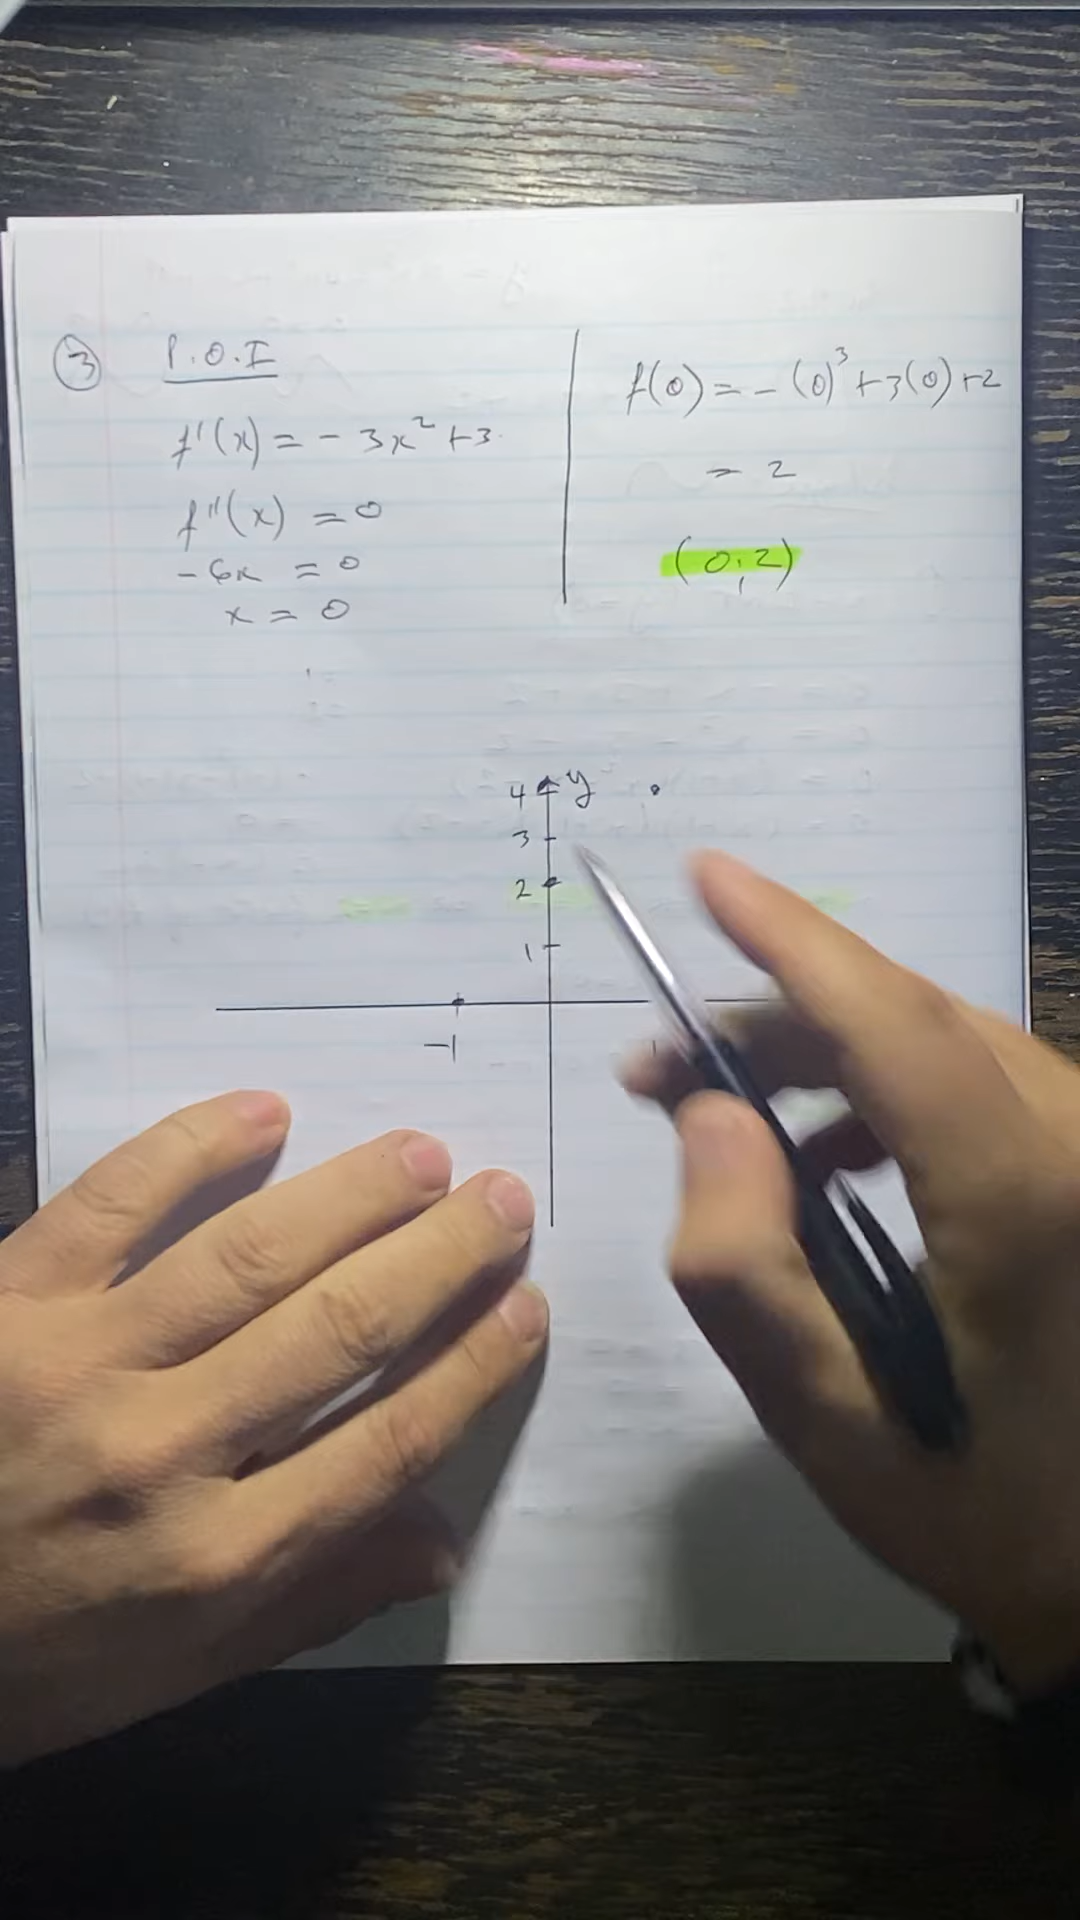 ③ P.O.I
f'(x) = - 3x² + 3
f''(x) = 0
- 6x = 0
x = 0
f(0) = - (0)³ + 3(0) + 2
= 2
(0;2)
4 y
3
2
1
-1 1